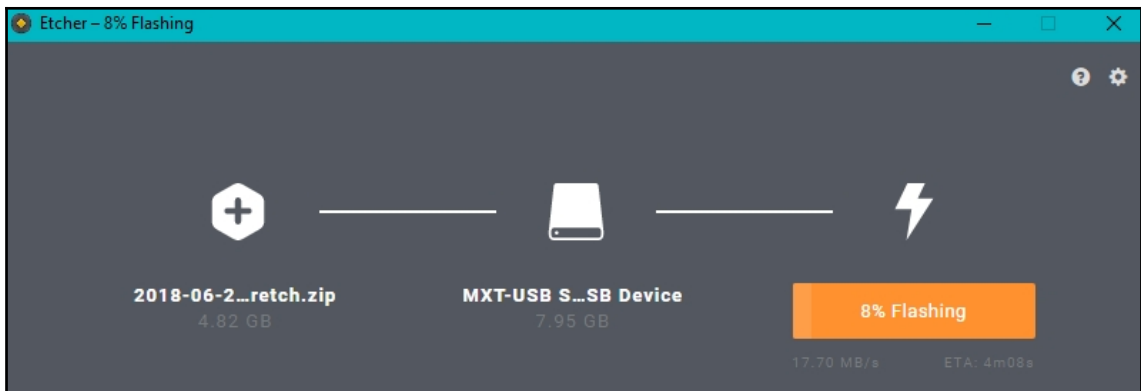 Etcher – 8% Flashing
2018-06-2...retch.zip
4.82 GB
MXT-USB S...SB Device
7.95 GB
8% Flashing
17.70 MB/s
ETA: 4m08s